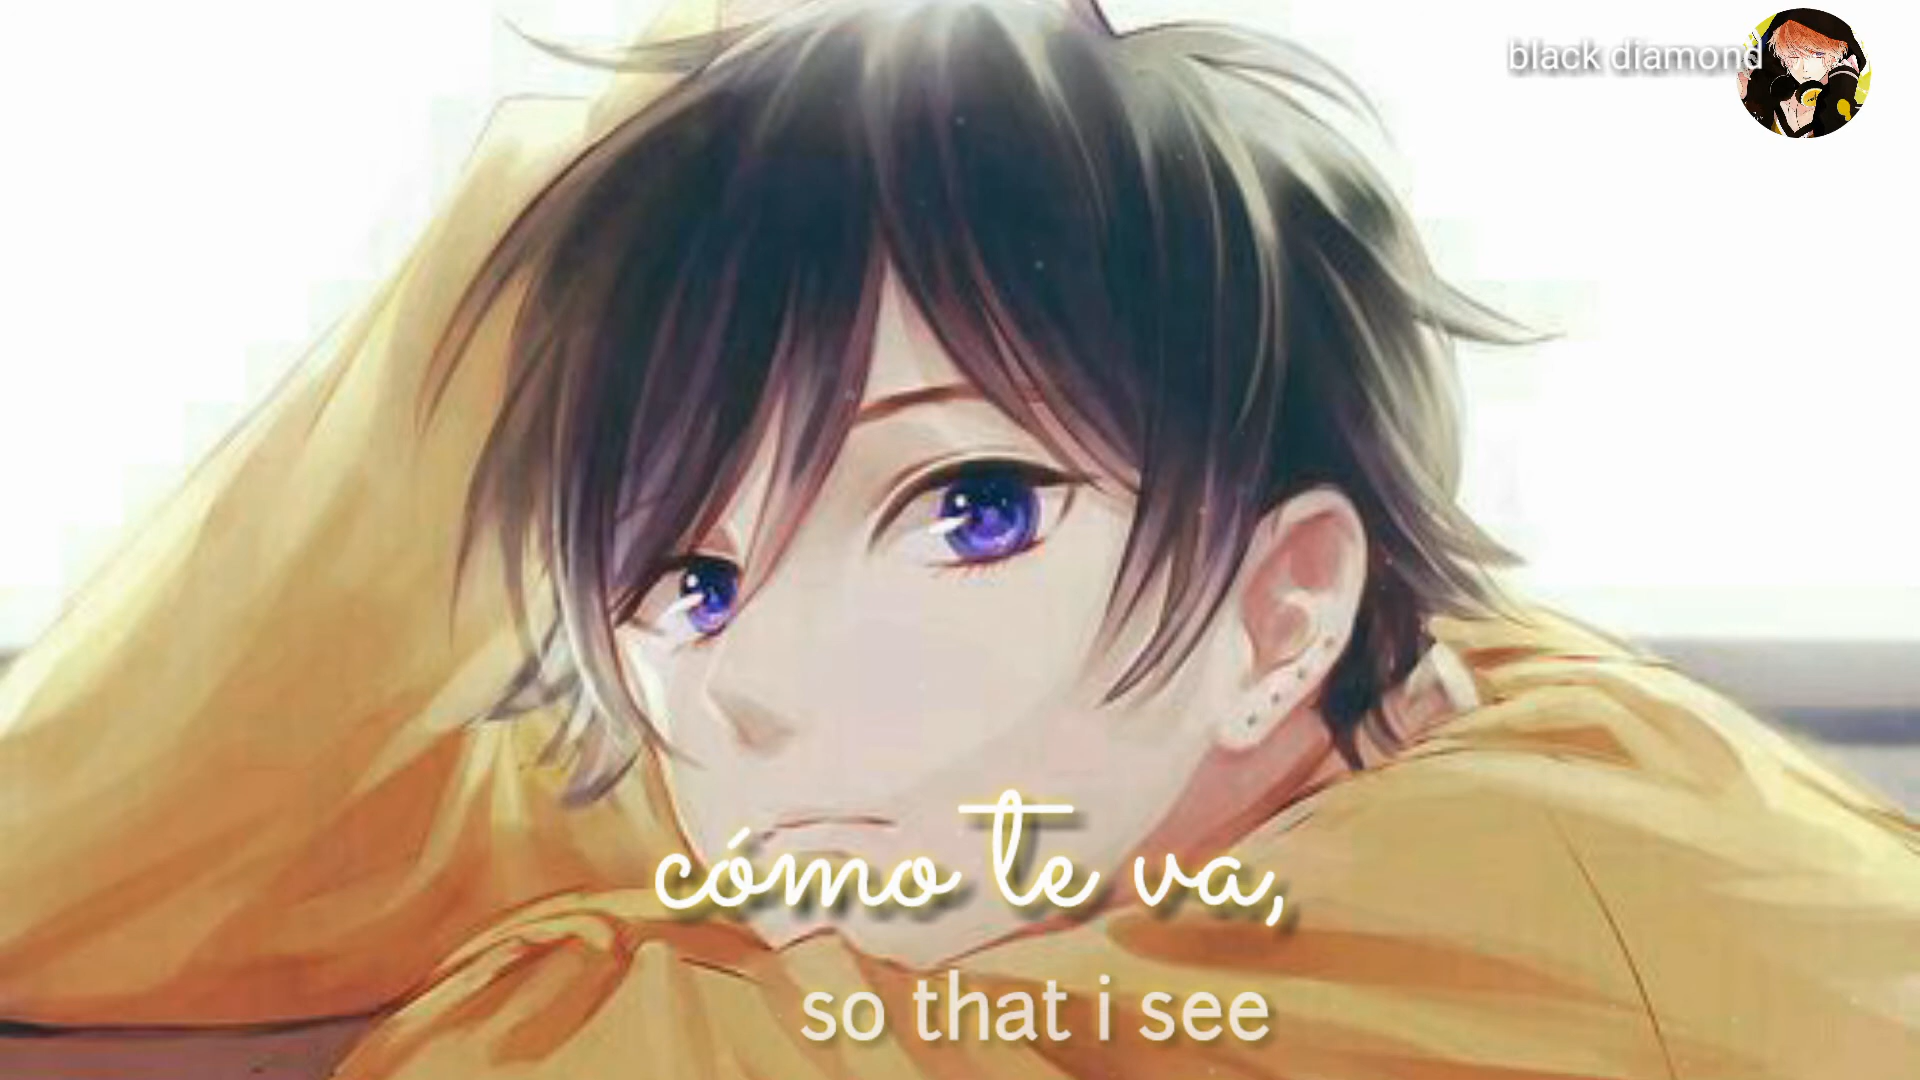 black diamond
cómo te va,
so that i see